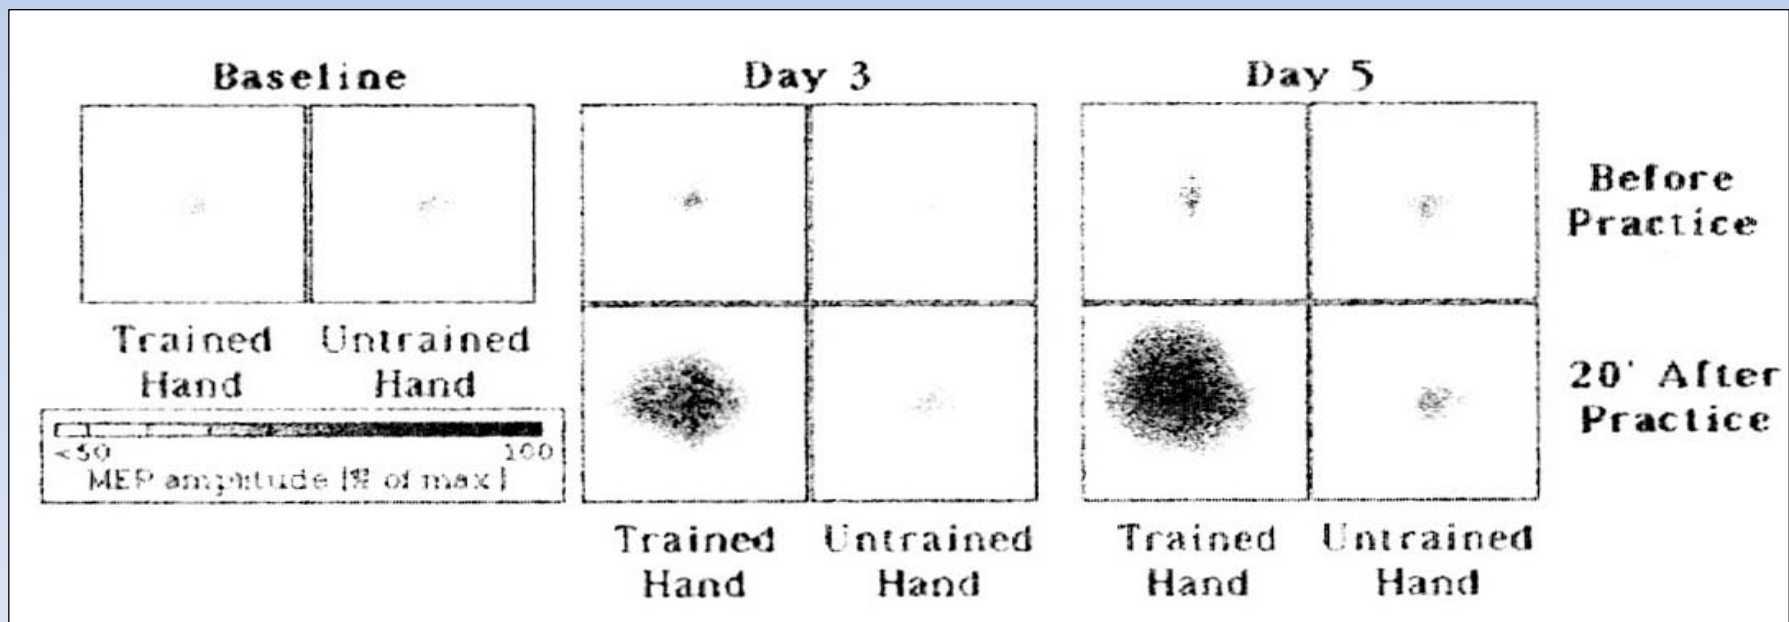 Baseline
Day 3
Day 5
Before
Practice
Trained
Hand
Untrained
Hand
20' After
Practice
<50
100
MEP amplitude [% of max]
Trained
Hand
Untrained
Hand
Trained
Hand
Untrained
Hand